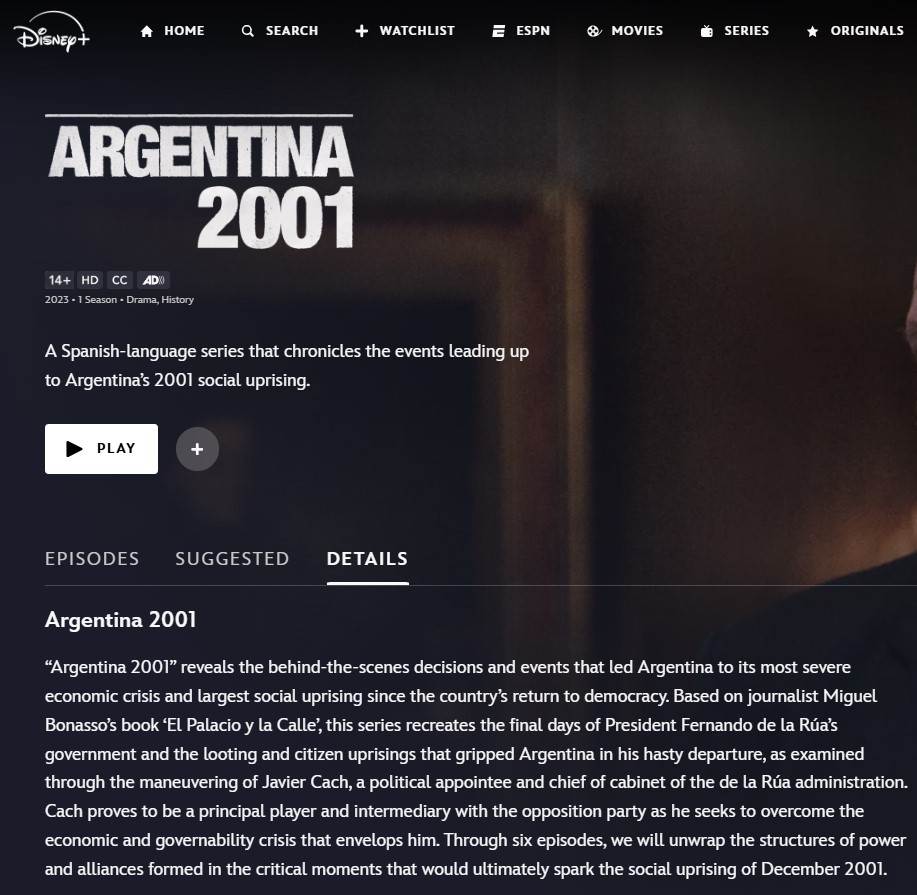 Disney+
HOME SEARCH WATCHLIST ESPN MOVIES SERIES ORIGINALS
ARGENTINA
2001
14+ HD CC AD
2023 • 1 Season • Drama, History
A Spanish-language series that chronicles the events leading up
to Argentina’s 2001 social uprising.
PLAY
EPISODES SUGGESTED DETAILS
Argentina 2001
“Argentina 2001” reveals the behind-the-scenes decisions and events that led Argentina to its most severe
economic crisis and largest social uprising since the country’s return to democracy. Based on journalist Miguel
Bonasso’s book ‘El Palacio y la Calle’, this series recreates the final days of President Fernando de la Rúa’s
government and the looting and citizen uprisings that gripped Argentina in his hasty departure, as examined
through the maneuvering of Javier Cach, a political appointee and chief of cabinet of the de la Rúa administration.
Cach proves to be a principal player and intermediary with the opposition party as he seeks to overcome the
economic and governability crisis that envelops him. Through six episodes, we will unwrap the structures of power
and alliances formed in the critical moments that would ultimately spark the social uprising of December 2001.